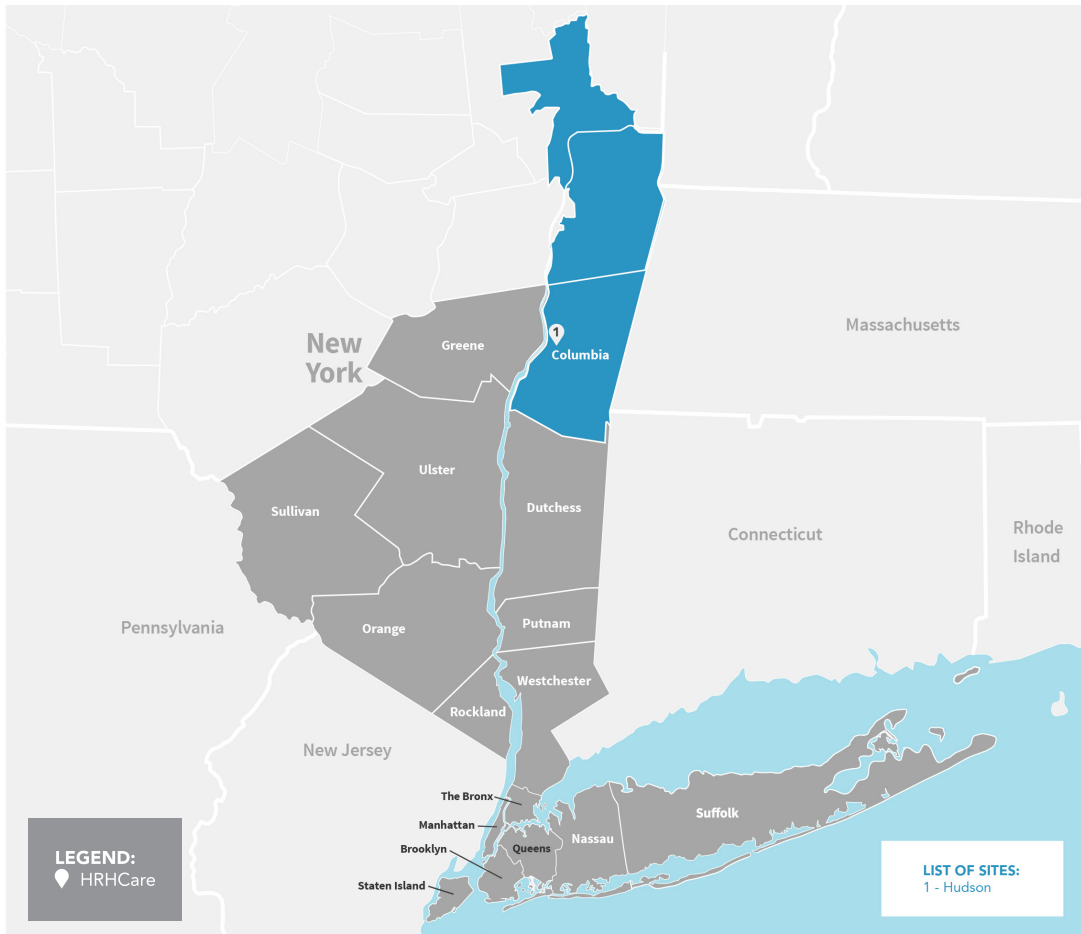 New
York
Greene
1
Columbia
Massachusetts
Ulster
Sullivan
Dutchess
Connecticut
Rhode
Island
Pennsylvania
Orange
Putnam
Westchester
Rockland
New Jersey
The Bronx
Manhattan
Brooklyn
Queens
Nassau
Suffolk
Staten Island
LEGEND:
HRHCare
LIST OF SITES:
1 - Hudson